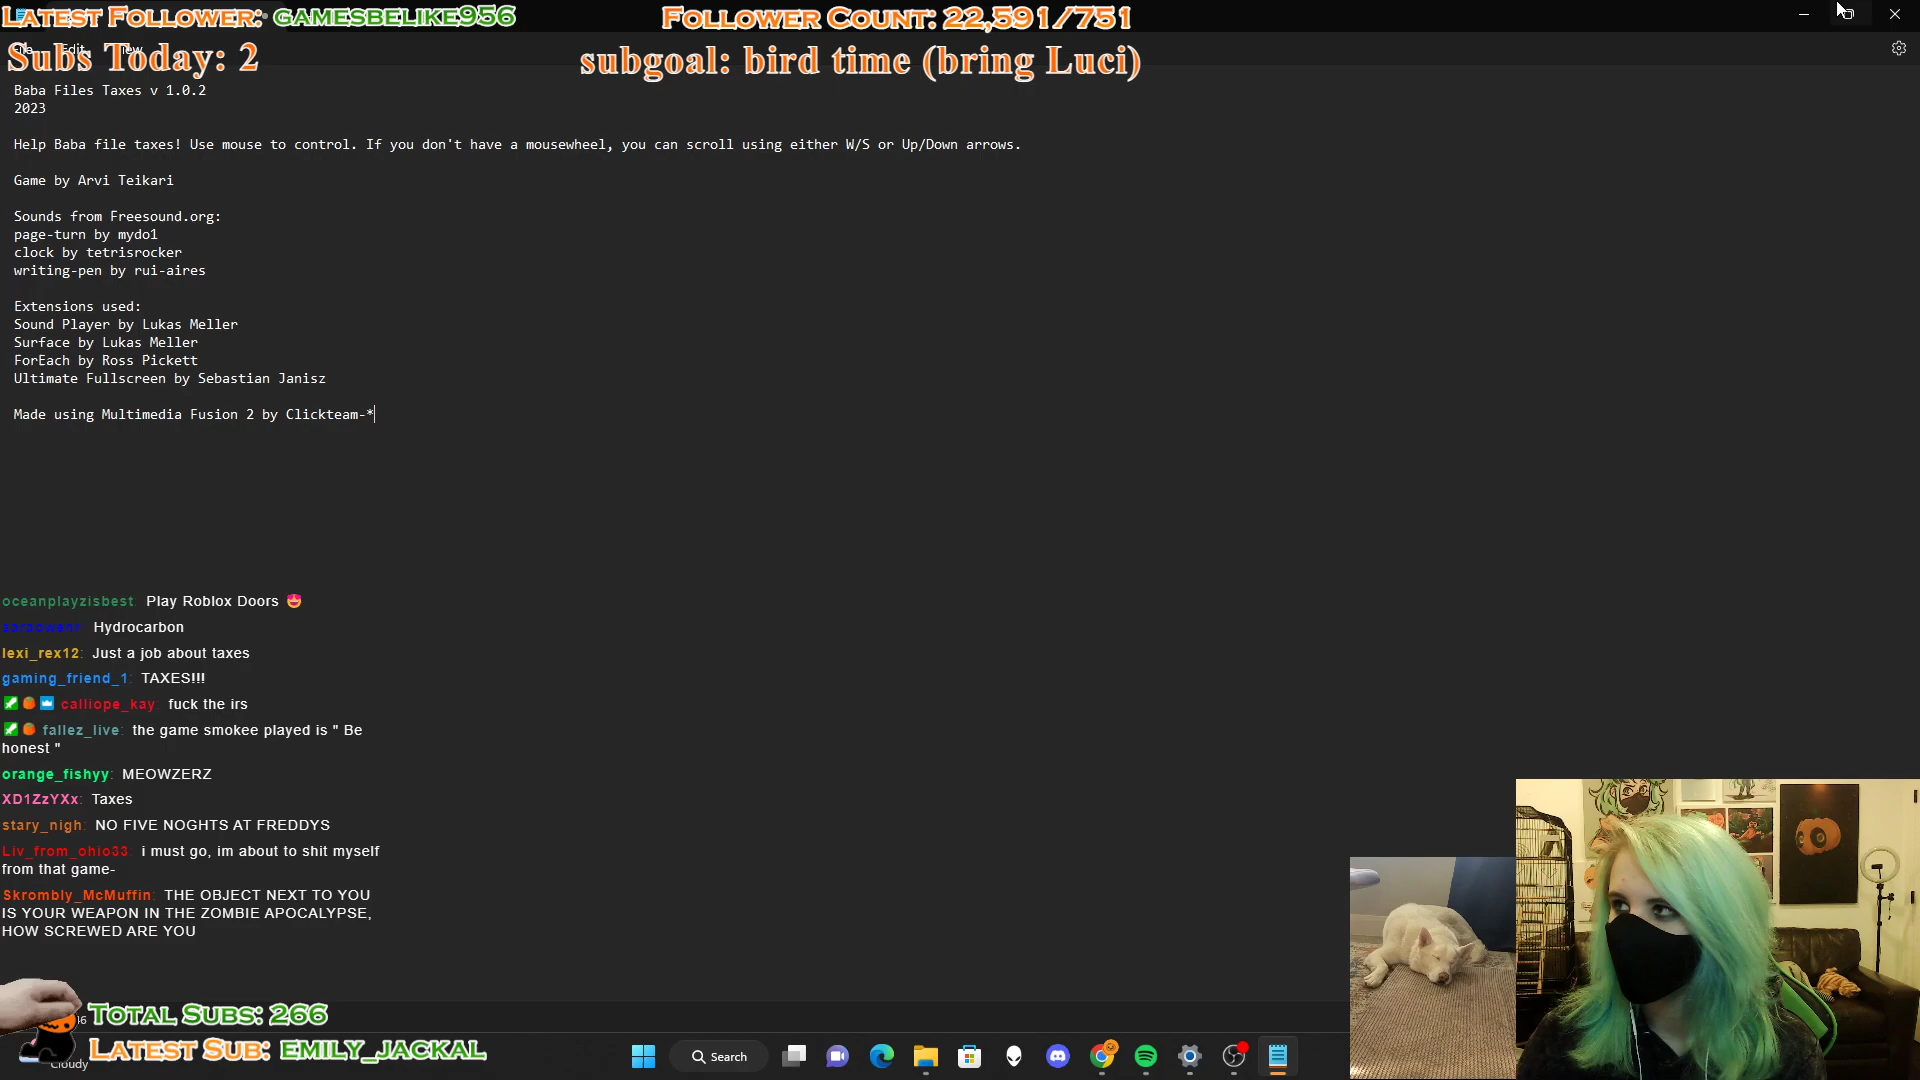 Latest Follower: gamesbelike956
Follower Count: 22,591/751
Subs Today: 2
subgoal: bird time (bring Luci)
Baba Files Taxes v 1.0.2
2023
Help Baba file taxes! Use mouse to control. If you don't have a mousewheel, you can scroll using either W/S or Up/Down arrows.
Game by Arvi Teikari
Sounds from Freesound.org:
page-turn by mydo1
clock by tetrisrocker
writing-pen by rui-aires
Extensions used:
Sound Player by Lukas Meller
Surface by Lukas Meller
ForEach by Ross Pickett
Ultimate Fullscreen by Sebastian Janisz
Made using Multimedia Fusion 2 by Clickteam-*
oceanplayzisbest: Play Roblox Doors 😍
Hydrocarbon
lexi_rex12: Just a job about taxes
gaming_friend_1: TAXES!!!
calliope_kay: fuck the irs
fallez_live: the game smokee played is " Be
honest "
orange_fishyy: MEOWZERZ
XD1ZzYXx: Taxes
stary_nigh: NO FIVE NOGHTS AT FREDDYS
Liv_from_ohio33: i must go, im about to shit myself
from that game-
Skrombly_McMuffin: THE OBJECT NEXT TO YOU
IS YOUR WEAPON IN THE ZOMBIE APOCALYPSE,
HOW SCREWED ARE YOU
Total Subs: 266
Latest Sub: emily_jackal
Cloudy
Search